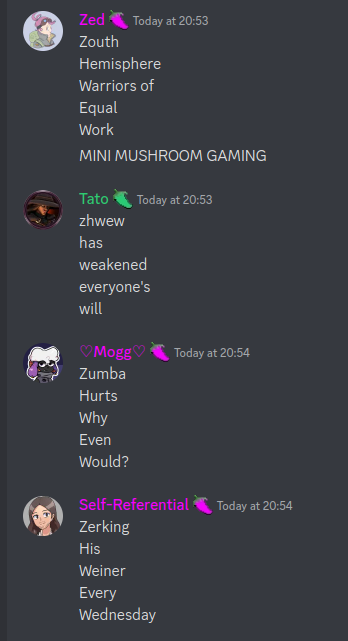 Zed Today at 20:53
Zouth
Hemisphere
Warriors of
Equal
Work
MINI MUSHROOM GAMING
Tato Today at 20:53
zhwew
has
weakened
everyone's
will
♡Mogg♡ Today at 20:54
Zumba
Hurts
Why
Even
Would?
Self-Referential Today at 20:54
Zerking
His
Weiner
Every
Wednesday